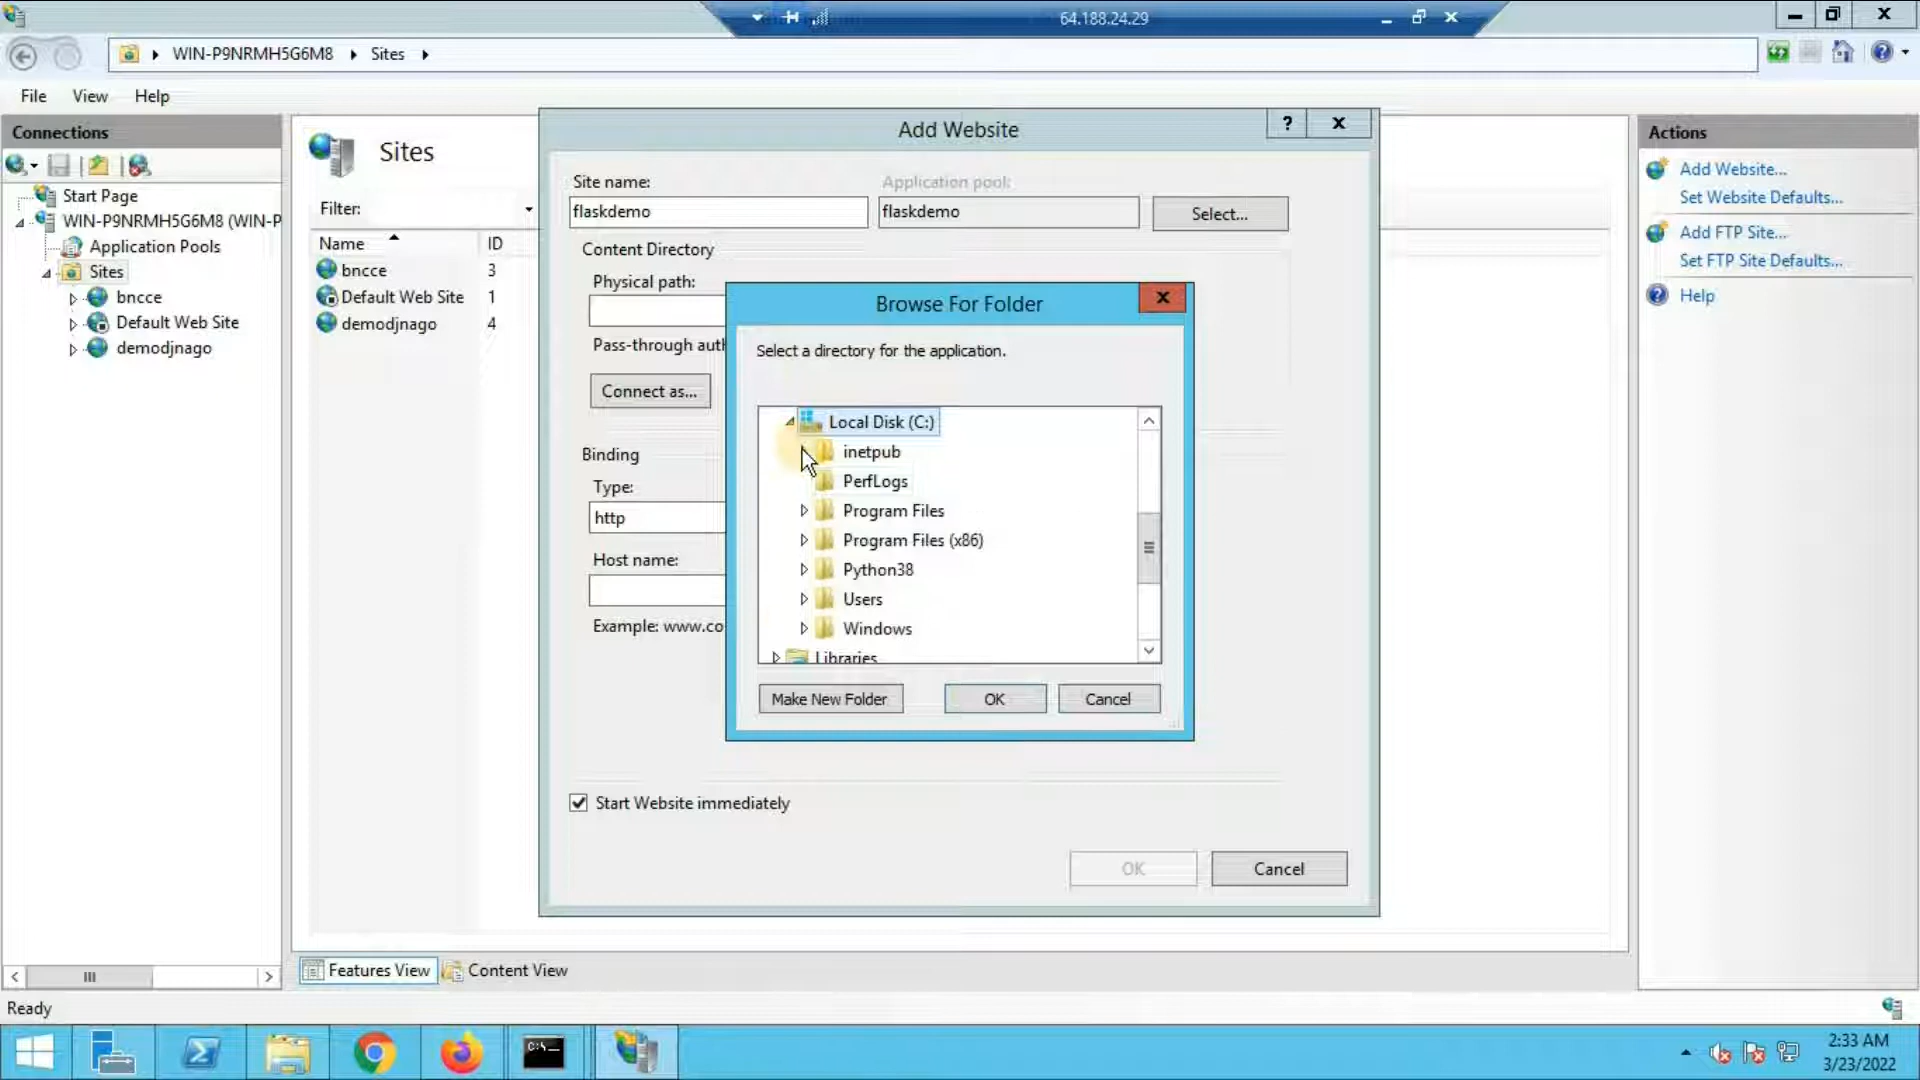 64.188.24.29
WIN-P9NRMH5G6M8
Sites
File View Help
Connections
Start Page
WIN-P9NRMH5G6M8 (WIN-P
Application Pools
Sites
bncce
Default Web Site
demodjnago
Sites
Filter:
Name ID
bncce 3
Default Web Site 1
demodjnago 4
Add Website
Site name:
flaskdemo
Application pool:
flaskdemo
Select...
Content Directory
Physical path:
Pass-through auth
Connect as...
Binding
Type:
http
Host name:
Example: www.co
Browse For Folder
Select a directory for the application.
Local Disk (C:)
inetpub
PerfLogs
Program Files
Program Files (x86)
Python38
Users
Windows
Libraries
Make New Folder OK Cancel
Start Website immediately
OK Cancel
Actions
Add Website...
Set Website Defaults...
Add FTP Site...
Set FTP Site Defaults...
Help
Features View Content View
Ready
C:\
2:33 AM
3/23/2022